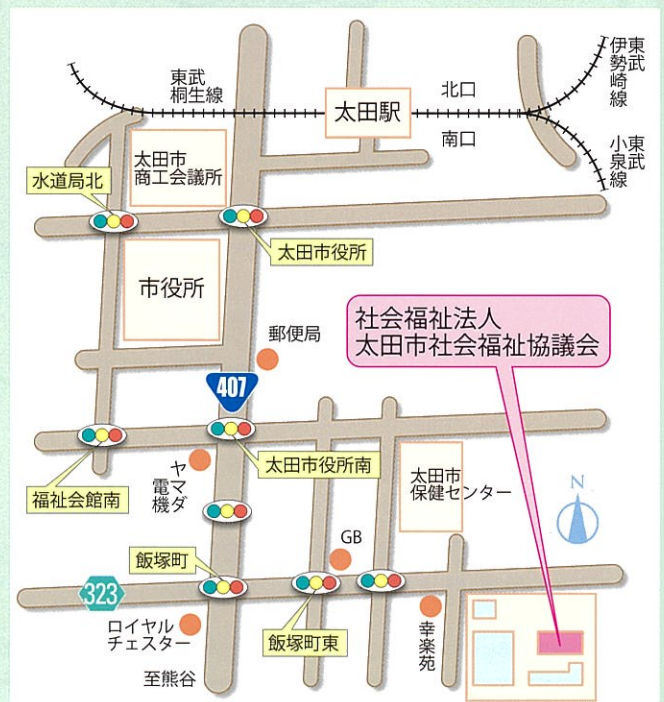 東武
桐生線
太田駅
北口
南口
東武
伊勢崎線
東武
小泉線
太田市
商工会議所
水道局北
太田市役所
市役所
郵便局
社会福祉法人
太田市社会福祉協議会
407
福祉会館南
ヤマダ
電機
太田市役所南
太田市
保健センター
N
GB
飯塚町
323
ロイヤル
チェスター
飯塚町東
幸楽苑
至熊谷